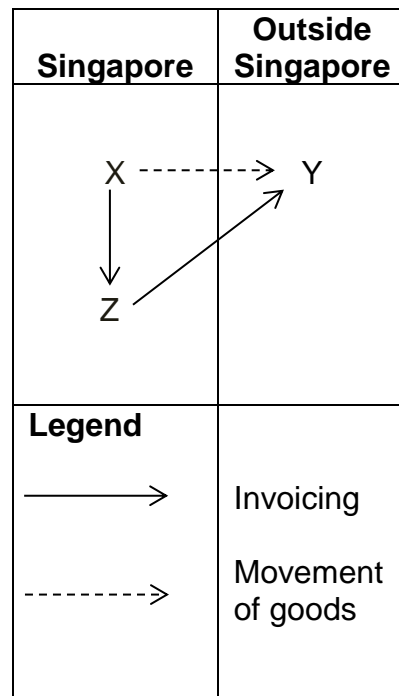 Singapore
Outside
Singapore
X
Y
Z
Legend
Invoicing
Movement
of goods